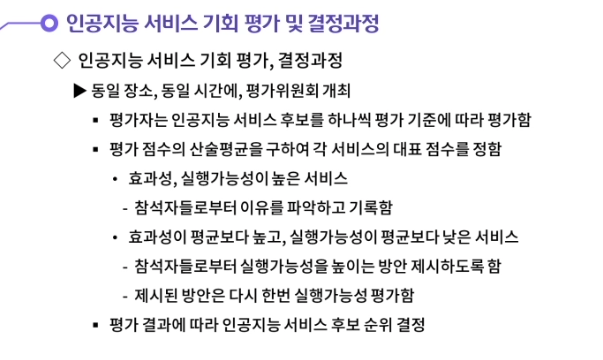 인공지능 서비스 기회 평가 및 결정과정
◇ 인공지능 서비스 기회 평가, 결정과정
▶ 동일 장소, 동일 시간에, 평가위원회 개최
▪ 평가자는 인공지능 서비스 후보를 하나씩 평가 기준에 따라 평가함
▪ 평가 점수의 산술평균을 구하여 각 서비스의 대표 점수를 정함
• 효과성, 실행가능성이 높은 서비스
- 참석자들로부터 이유를 파악하고 기록함
• 효과성이 평균보다 높고, 실행가능성이 평균보다 낮은 서비스
- 참석자들로부터 실행가능성을 높이는 방안 제시하도록 함
- 제시된 방안은 다시 한번 실행가능성 평가함
▪ 평가 결과에 따라 인공지능 서비스 후보 순위 결정